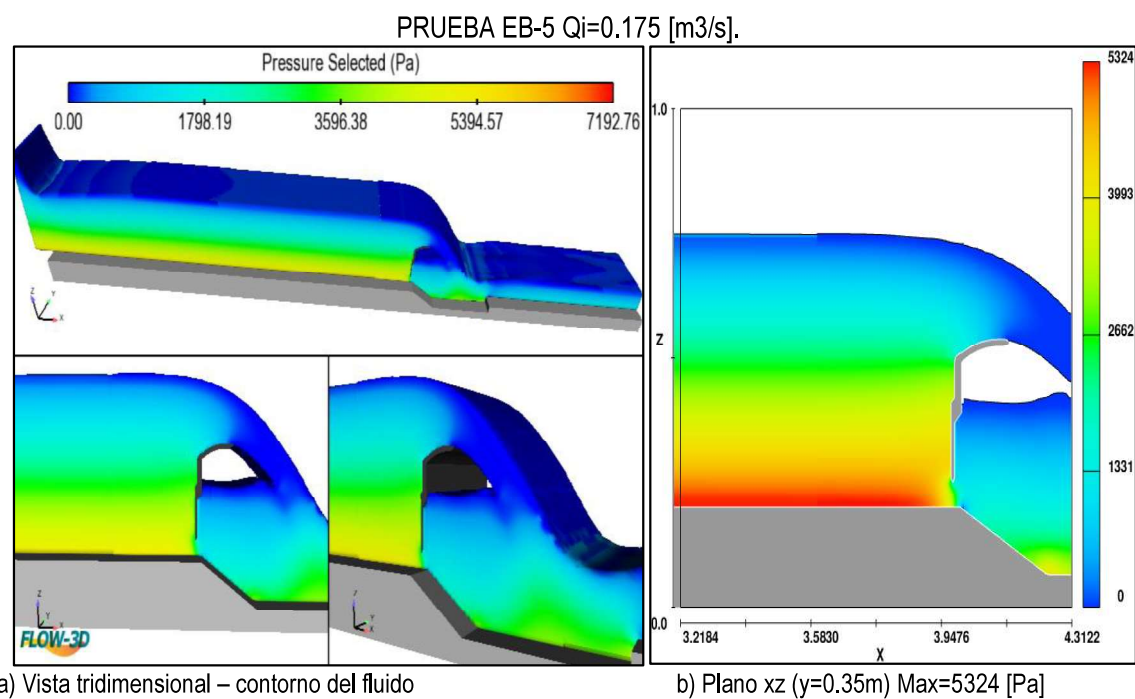 PRUEBA EB-5 Qi=0.175 [m3/s].
Pressure Selected (Pa)
0.00 1798.19 3596.38 5394.57 7192.76
Z Y X
Z Y X
FLOW-3D
Z Y X
5324
3993
2662
1331
0
1.0
Z
0.0
3.2184 3.5830 3.9476 4.3122
X
a) Vista tridimensional – contorno del fluido
b) Plano xz (y=0.35m) Max=5324 [Pa]